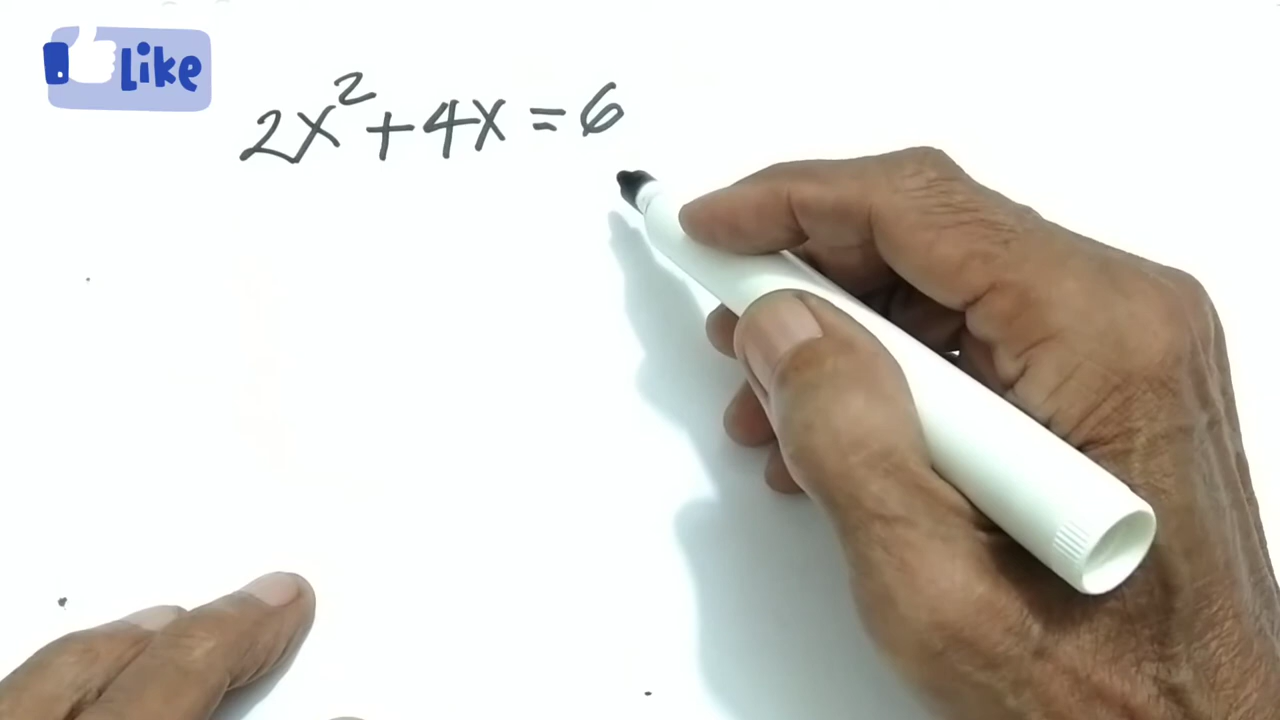 Like
2x² + 4x = 6